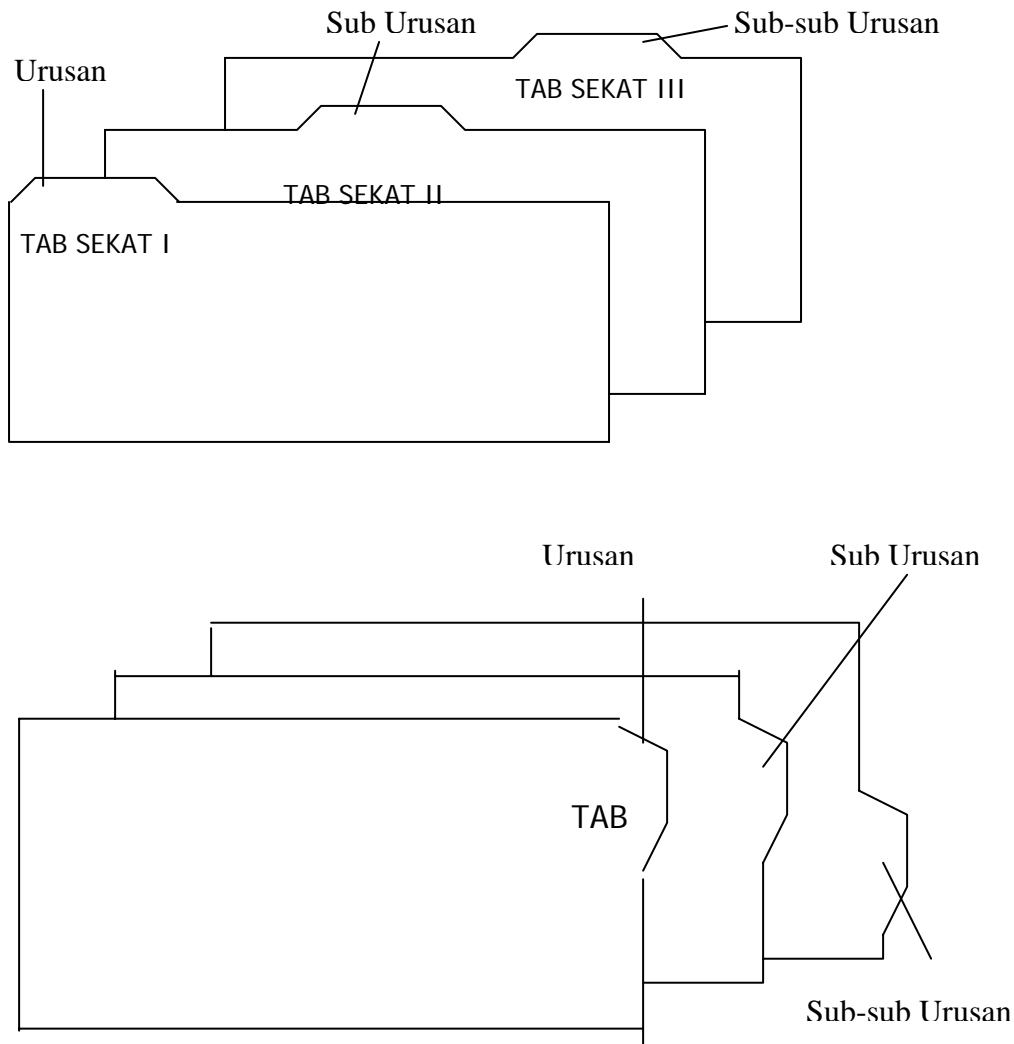 Sub Urusan
Sub-sub Urusan
Urusan
TAB SEKAT III
TAB SEKAT II
TAB SEKAT I
Urusan
Sub Urusan
TAB
Sub-sub Urusan